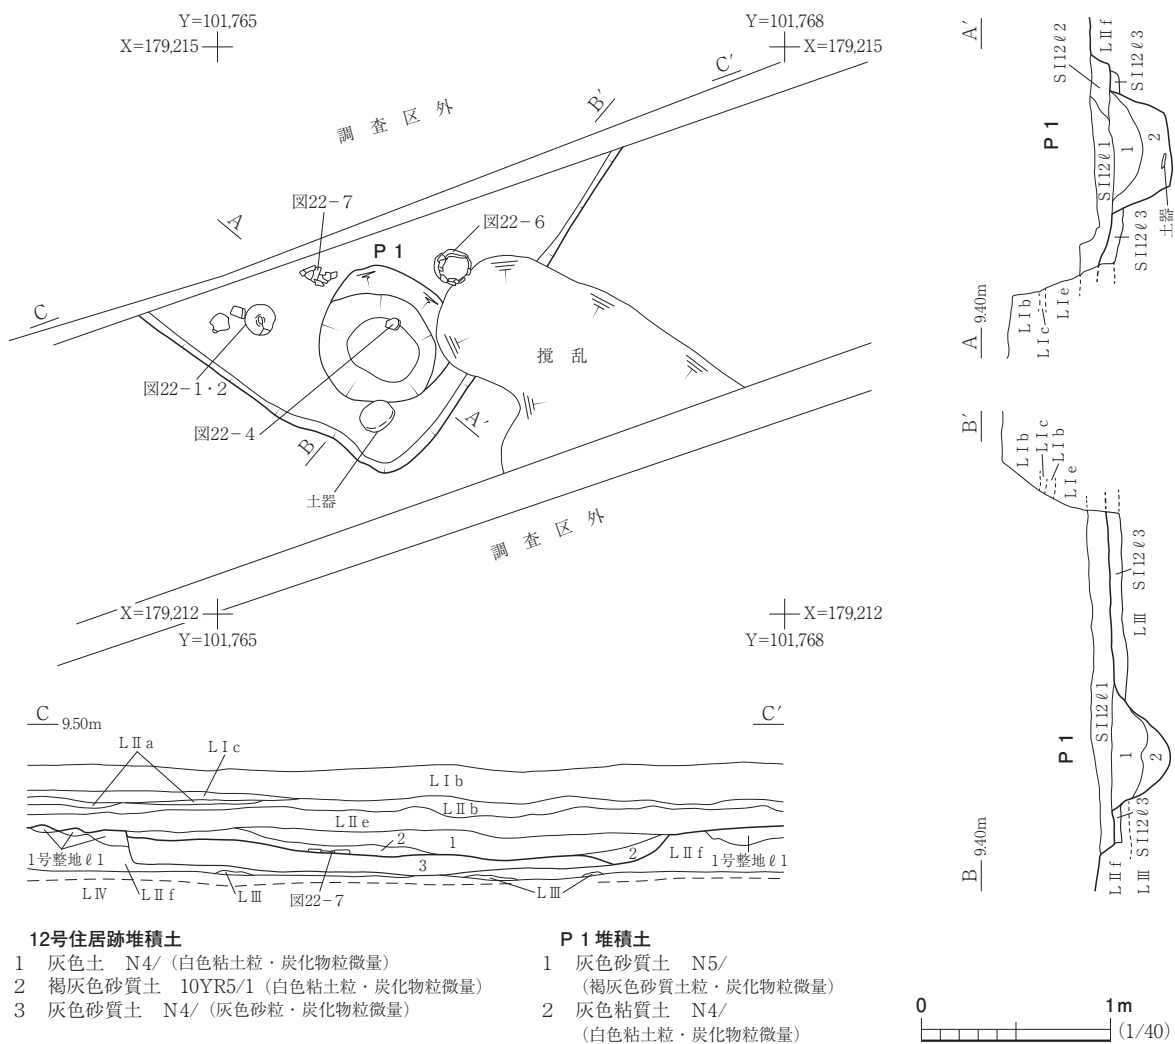 Y=101,765
Y=101,768
X=179,215
X=179,215
C′
B′
調査区外
図22-7
A
P 1
図22-6
C
撹乱
図22-1・2
図22-4
B
A′
土器
調査区外
X=179,212
X=179,212
Y=101,765
Y=101,768
A′
SI12ℓ2
LⅡf
SI12ℓ3
P 1
SI12ℓ1
1
2
SI12ℓ3
土器
A 9.40m
LⅠb
LⅠc
LⅠe
B′
LⅠb
LⅠc
LⅠb
LⅠe
SI12ℓ3
LⅢ
SI12ℓ1
P 1
1
2
B 9.40m
LⅡf
LⅢ
SI12ℓ3
C 9.50m
C′
LⅡa
LⅠc
LⅠb
LⅡb
LⅡe
2
1
2
3
1号整地ℓ1
LⅡf
1号整地ℓ1
LⅣ
LⅡf
LⅢ
図22-7
LⅢ
12号住居跡堆積土
1 灰色土 N4/(白色粘土粒・炭化物粒微量)
2 褐灰色砂質土 10YR5/1(白色粘土粒・炭化物粒微量)
3 灰色砂質土 N4/(灰色砂粒・炭化物粒微量)
P 1 堆積土
1 灰色砂質土 N5/
(褐灰色砂質土粒・炭化物粒微量)
2 灰色粘質土 N4/
(白色粘土粒・炭化物粒微量)
0 1m
(1/40)